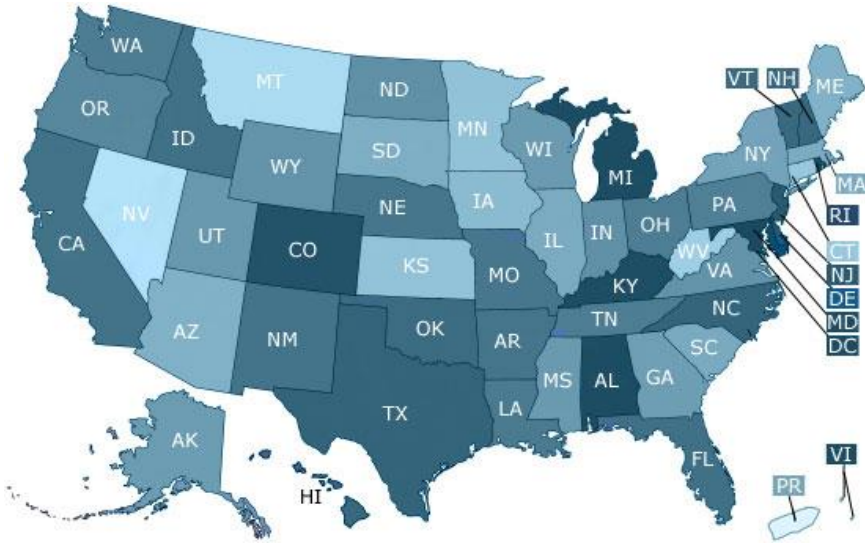 WA
MT
ND
MN
VT
NH
ME
OR
ID
SD
WI
NY
MA
WY
MI
RI
NE
IA
PA
CT
NV
UT
CO
IL
IN
OH
NJ
CA
KS
MO
WV
VA
DE
KY
MD
AZ
NM
OK
AR
TN
NC
DC
SC
TX
MS
AL
GA
LA
AK
FL
VI
HI
PR